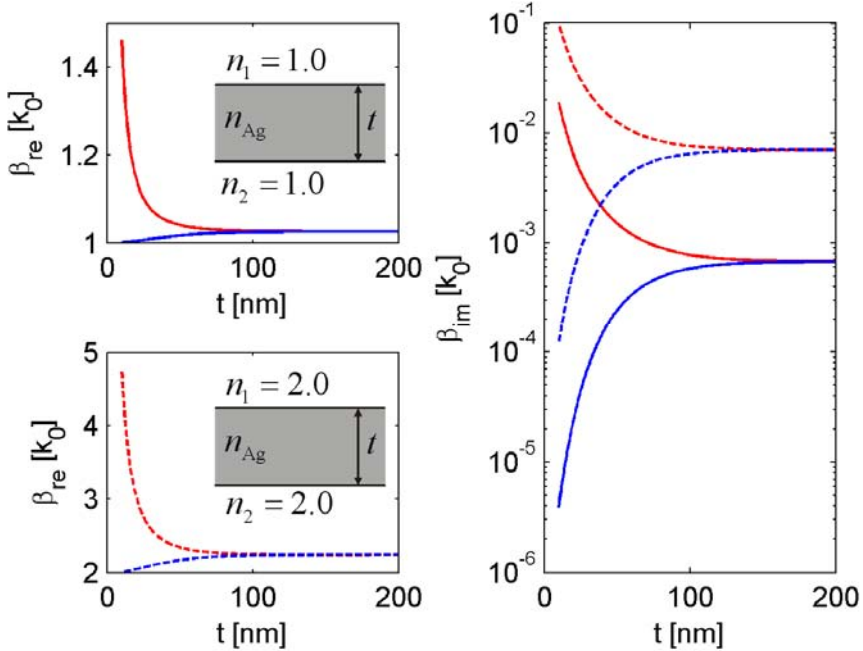 1.4
1.2
1
β_re [k_0]
n_1 = 1.0
n_Ag
t
n_2 = 1.0
0 100 200
t [nm]
5
4
3
2
β_re [k_0]
n_1 = 2.0
n_Ag
t
n_2 = 2.0
0 100 200
t [nm]
10^-1
10^-2
10^-3
10^-4
10^-5
10^-6
β_im [k_0]
0 100 200
t [nm]